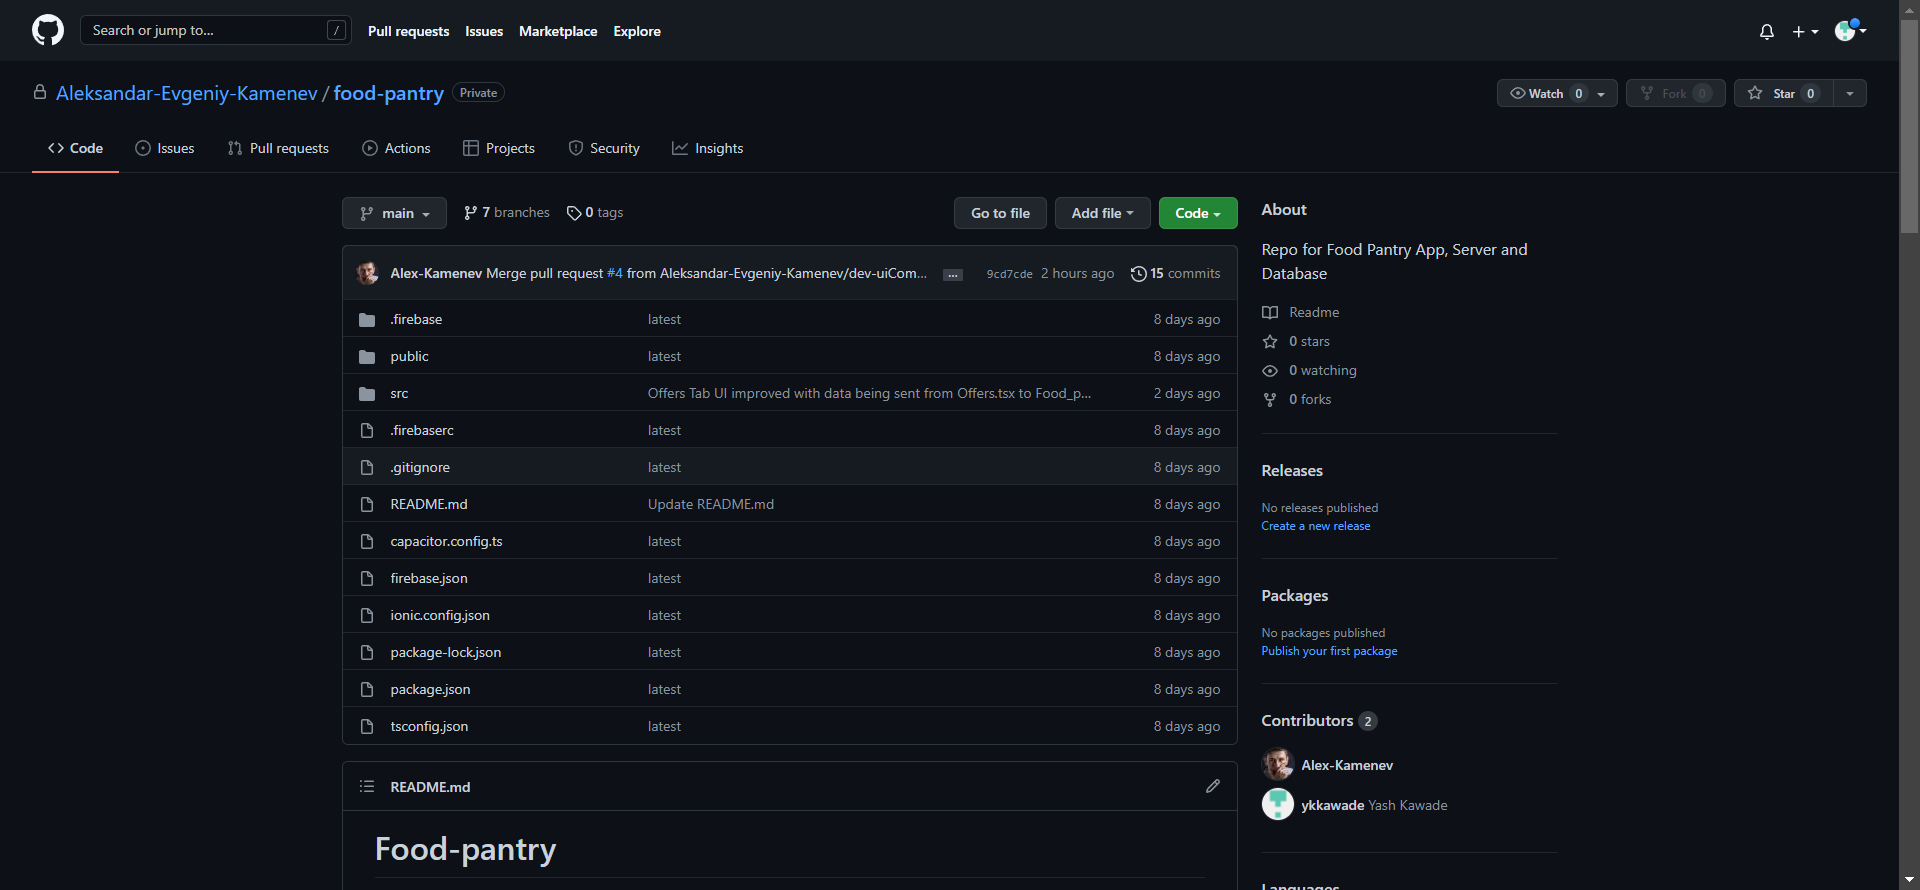 Search or jump to... /
Pull requests Issues Marketplace Explore
Aleksandar-Evgeniy-Kamenev / food-pantry Private
Watch 0 Fork 0 Star 0
Code Issues Pull requests Actions Projects Security Insights
main 7 branches 0 tags Go to file Add file Code
Alex-Kamenev Merge pull request #4 from Aleksandar-Evgeniy-Kamenev/dev-uiCom... ... 9cd7cde 2 hours ago 15 commits
.firebase latest 8 days ago
public latest 8 days ago
src Offers Tab UI improved with data being sent from Offers.tsx to Food_p... 2 days ago
.firebaserc latest 8 days ago
.gitignore latest 8 days ago
README.md Update README.md 8 days ago
capacitor.config.ts latest 8 days ago
firebase.json latest 8 days ago
ionic.config.json latest 8 days ago
package-lock.json latest 8 days ago
package.json latest 8 days ago
tsconfig.json latest 8 days ago
README.md
Food-pantry
About
Repo for Food Pantry App, Server and
Database
Readme
0 stars
0 watching
0 forks
Releases
No releases published
Create a new release
Packages
No packages published
Publish your first package
Contributors 2
Alex-Kamenev
ykkawade Yash Kawade
Languages